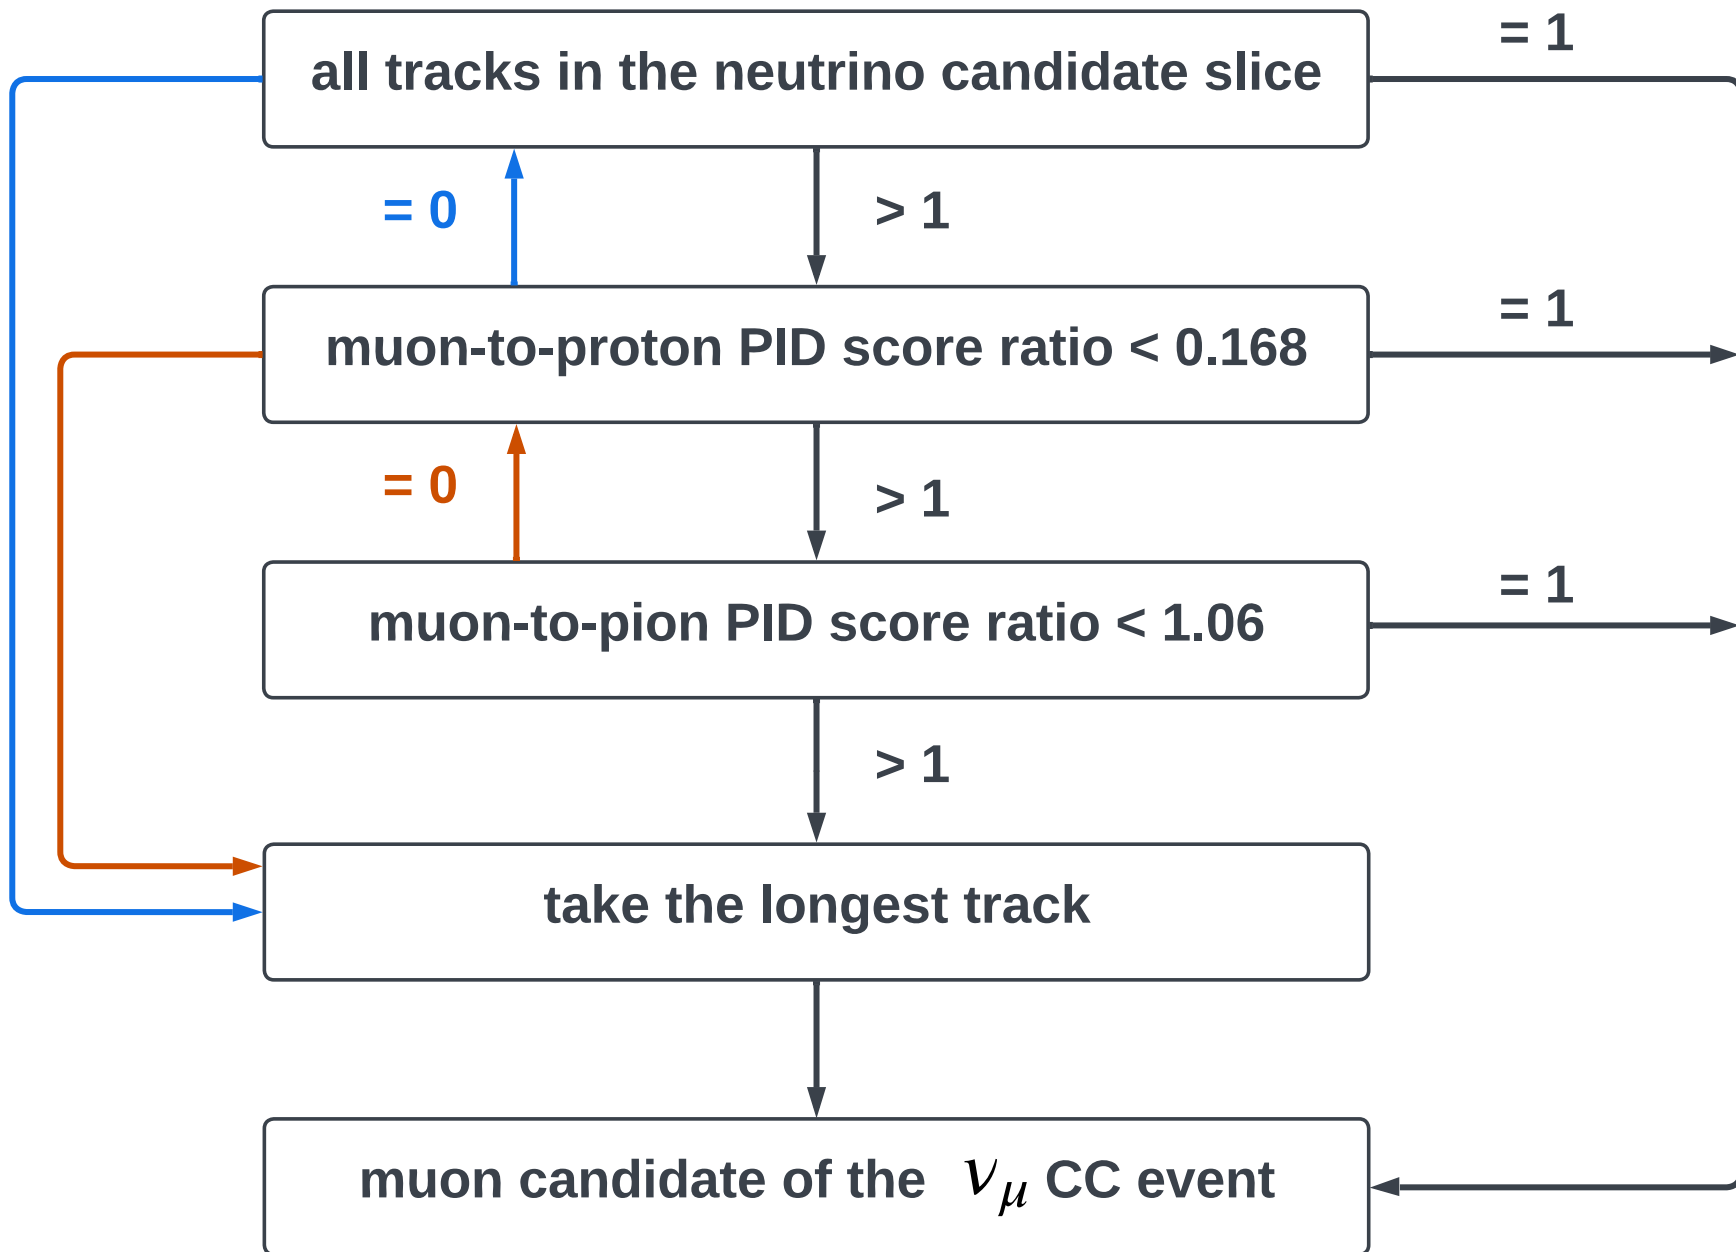 all tracks in the neutrino candidate slice
= 1
= 0
> 1
muon-to-proton PID score ratio < 0.168
= 1
= 0
> 1
muon-to-pion PID score ratio < 1.06
= 1
> 1
take the longest track
muon candidate of the νμ CC event